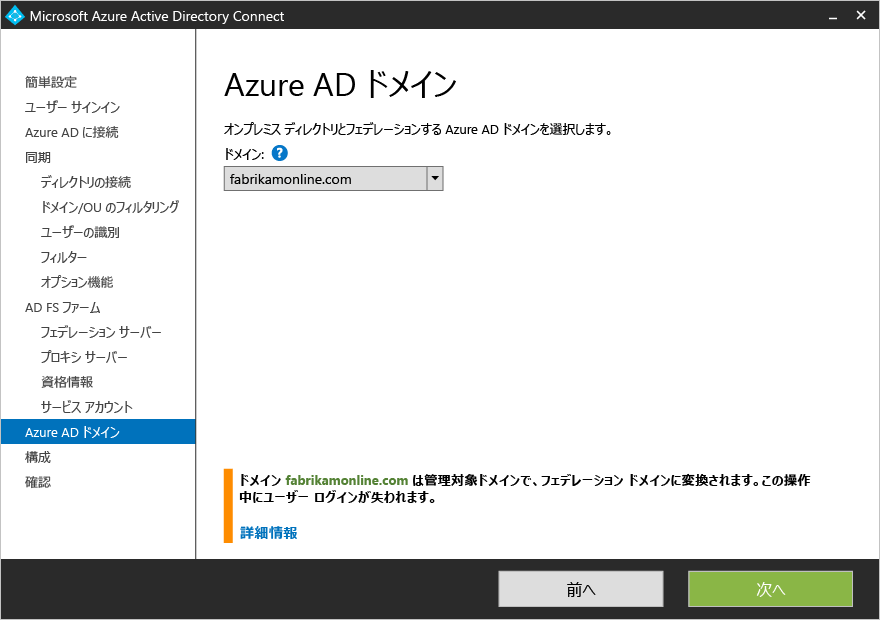 Microsoft Azure Active Directory Connect
簡単設定
ユーザー サインイン
Azure AD に接続
同期
ディレクトリの接続
ドメイン/OU のフィルタリング
ユーザーの識別
フィルター
オプション機能
AD FS ファーム
フェデレーション サーバー
プロキシ サーバー
資格情報
サービス アカウント
Azure AD ドメイン
構成
確認
Azure AD ドメイン
オンプレミス ディレクトリとフェデレーションする Azure AD ドメインを選択します。
ドメイン: ?
fabrikamonline.com
ドメイン fabrikamonline.com は管理対象ドメインで、フェデレーション ドメインに変換されます。この操作
中にユーザー ログインが失われます。
詳細情報
前へ
次へ